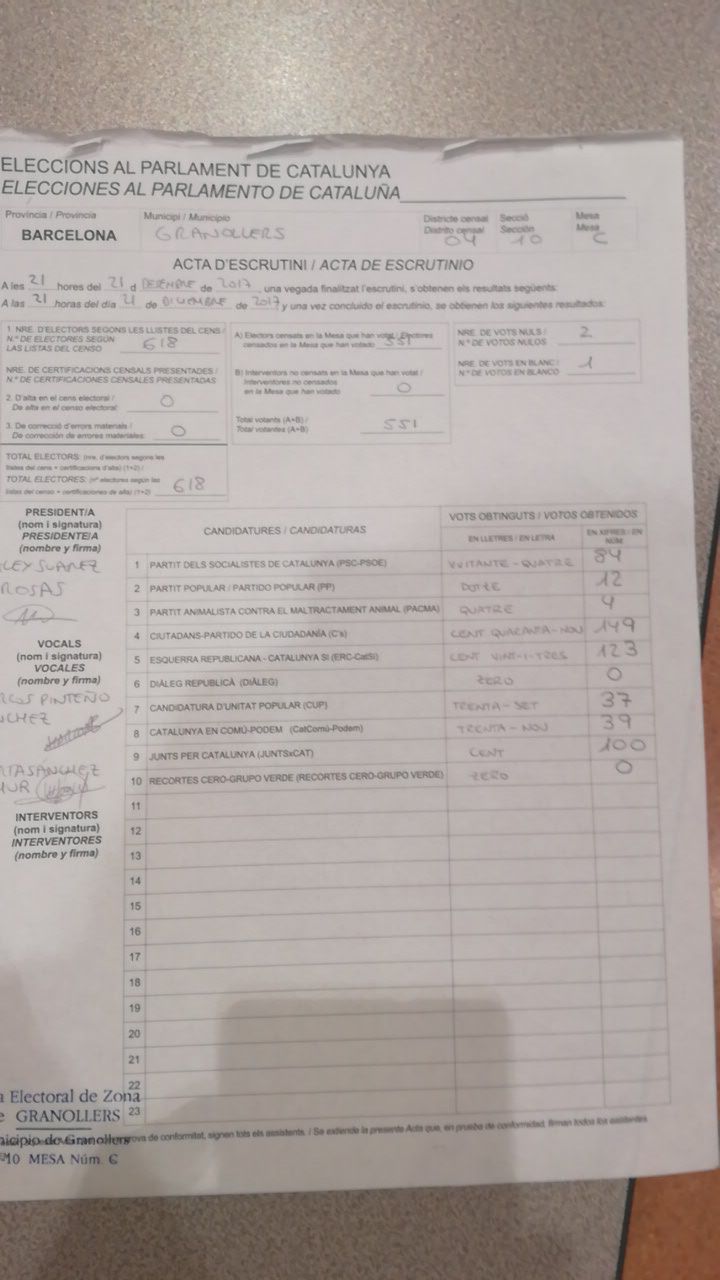 ELECCIONS AL PARLAMENT DE CATALUNYA
ELECCIONES AL PARLAMENTO DE CATALUÑA
Provincia / Provincia
BARCELONA
Municipi / Municipio
GRANOLLERS
Districte censal
Distrito censal
04
Secció
Sección
10
Mesa
Mesa
C
ACTA D'ESCRUTINI / ACTA DE ESCRUTINIO
A les 21 hores del 21 d DESEMBRE de 2017, una vegada finalitzat l'escrutini, s'obtenen els resultats següents:
A las 21 horas del día 21 de DICIEMBRE de 2017 y una vez concluido el escrutinio, se obtienen los siguientes resultados:
1. NRE. D'ELECTORS SEGONS LES LLISTES DEL CENS /
N.º DE ELECTORES SEGÚN
LAS LISTAS DEL CENSO 618
NRE. DE CERTIFICACIONS CENSALS PRESENTADES /
N.º DE CERTIFICACIONES CENSALES PRESENTADAS
2. D'alta en el cens electoral /
De alta en el censo electoral: 0
3. De correcció d'errors materials /
De corrección de errores materiales: 0
TOTAL ELECTORS: (nre. d'electors segons les
llistes del cens + certificacions d'alta) (1+2) /
TOTAL ELECTORES: (nº electores según las
listas del censo + certificaciones de alta) (1+2) 618
A) Electors censats en la Mesa que han votat / Electores
censados en la Mesa que han votado 551
B) Interventors no censats en la Mesa que han votat /
Interventores no censados
en la Mesa que han votado 0
Total votants (A+B) /
Total votantes (A+B) 551
NRE. DE VOTS NULS /
N.º DE VOTOS NULOS 2
NRE. DE VOTS EN BLANC /
N.º DE VOTOS EN BLANCO 1
PRESIDENT/A
(nom i signatura)
PRESIDENTE/A
(nombre y firma)
LEY SUAREZ
ROSAS
VOCALS
(nom i signatura)
VOCALES
(nombre y firma)
RCOS PINTEÑO
NCHEZ
TASANCHEZ
INTERVENTORS
(nom i signatura)
INTERVENTORES
(nombre y firma)
CANDIDATURES / CANDIDATURAS
VOTS OBTINGUTS / VOTOS OBTENIDOS
EN LLETRES / EN LETRA
EN XIFRES / EN NÚM.
1 PARTIT DELS SOCIALISTES DE CATALUNYA (PSC-PSOE) VUITANTE-QUATRE 84
2 PARTIT POPULAR / PARTIDO POPULAR (PP) DOTZE 12
3 PARTIT ANIMALISTA CONTRA EL MALTRACTAMENT ANIMAL (PACMA) QUATRE 4
4 CIUTADANS-PARTIDO DE LA CIUDADANÍA (C's) CENT QUARANTA-NOU 149
5 ESQUERRA REPUBLICANA - CATALUNYA SÍ (ERC-CatSí) CENT VINT-I-TRES 123
6 DIÀLEG REPUBLICÀ (DIÀLEG) ZERO 0
7 CANDIDATURA D'UNITAT POPULAR (CUP) TRENTA-SET 37
8 CATALUNYA EN COMÚ-PODEM (CatComú-Podem) TRENTA-NOU 39
9 JUNTS PER CATALUNYA (JUNTSxCAT) CENT 100
10 RECORTES CERO-GRUPO VERDE (RECORTES CERO-GRUPO VERDE) ZERO 0
11
12
13
14
15
16
17
18
19
20
21
22
23
a Electoral de Zona
e GRANOLLERS
nicipio de Granollers
10 MESA Núm. C
prova de conformitat, signen tots els assistents. / Se extiende la presente Acta que, en prueba de conformidad, firman todos los asistentes